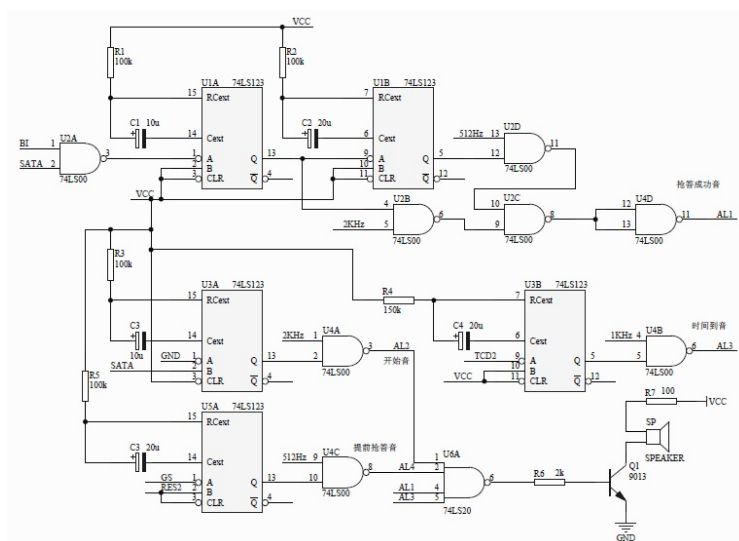 VCC
R1
100k
R2
100k
U1A 74LS123
15 RCext
C1 10u
14 Cext
1 A Q 13
2 B
3 CLR Q 4
U1B 74LS123
7 RCext
C2 20u
6 Cext
9 A Q 5
10 B
11 CLR Q 12
BI 1
SATA 2
U2A
3
74LS00
512Hz 13
12
U2D
11
74LS00
VCC
4
2KHz 5
U2B
6
74LS00
10
9
U2C
8
74LS00
12
13
U4D
11
74LS00
抢答成功音
AL1
R3
100k
U3A 74LS123
15 RCext
C3
10u
14 Cext
GND 1 A Q 13
SATA 2 B
3 CLR Q 4
2KHz 1
2
U4A
3
74LS00
AL2
开始音
R4
150k
U3B 74LS123
7 RCext
C4 20u
6 Cext
TCD2 9 A Q 5
10 B
VCC 11 CLR Q 12
1KHz 4
5
U4B
6
74LS00
时间到音
AL3
R5
100k
U5A 74LS123
15 RCext
C3 20u
14 Cext
GS 1 A Q 13
RES2 2 B
3 CLR Q 4
512Hz 9
10
U4C
8
74LS00
提前抢答音
AL4
1
2
AL1 4
AL3 5
U6A
6
74LS20
R6 2k
R7 100
VCC
SP
SPEAKER
Q1
9013
GND